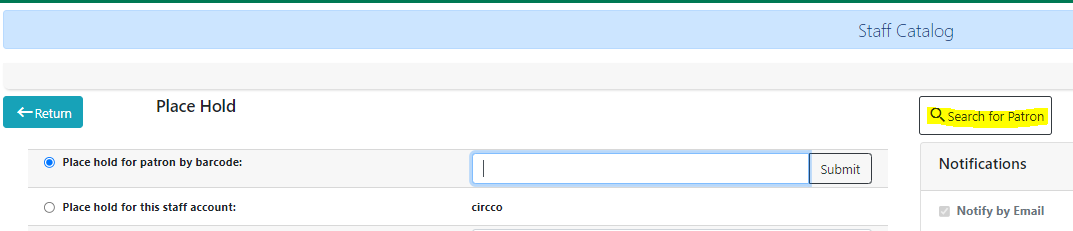 Staff Catalog
Return
Place Hold
Search for Patron
Place hold for patron by barcode:
Submit
Notifications
Place hold for this staff account:
circco
Notify by Email